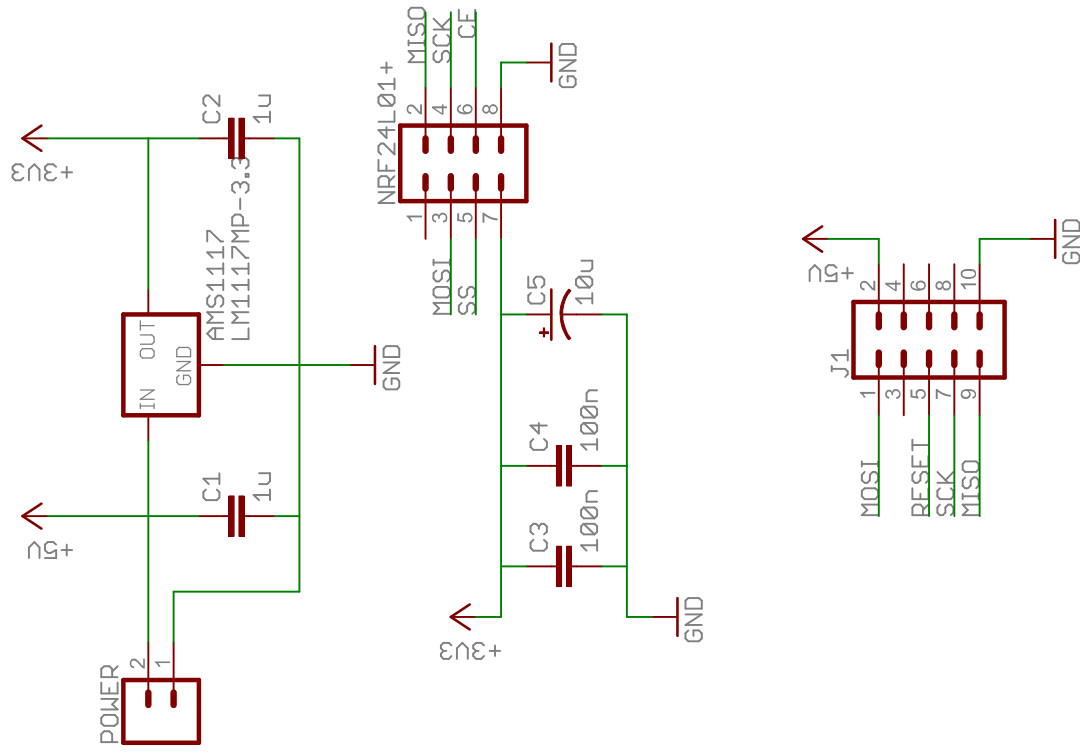 +3V3
C2
1u
AMS1117
LM1117MP-3.3
IN
OUT
GND
GND
C1
1u
+5V
POWER
2
1
MISO
SCK
CE
GND
NRF24L01+
2
4
6
8
1
3
5
7
MOSI
SS
C5
10u
+
C4
100n
C3
100n
+3V3
GND
+5V
GND
J1
2
4
6
8
10
1
3
5
7
9
MOSI
RESET
SCK
MISO